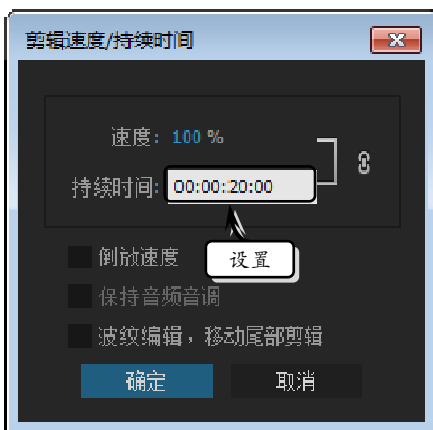 剪辑速度/持续时间
速度: 100 %
持续时间: 00:00:20:00
设置
倒放速度
保持音频音调
波纹编辑，移动尾部剪辑
确定 取消